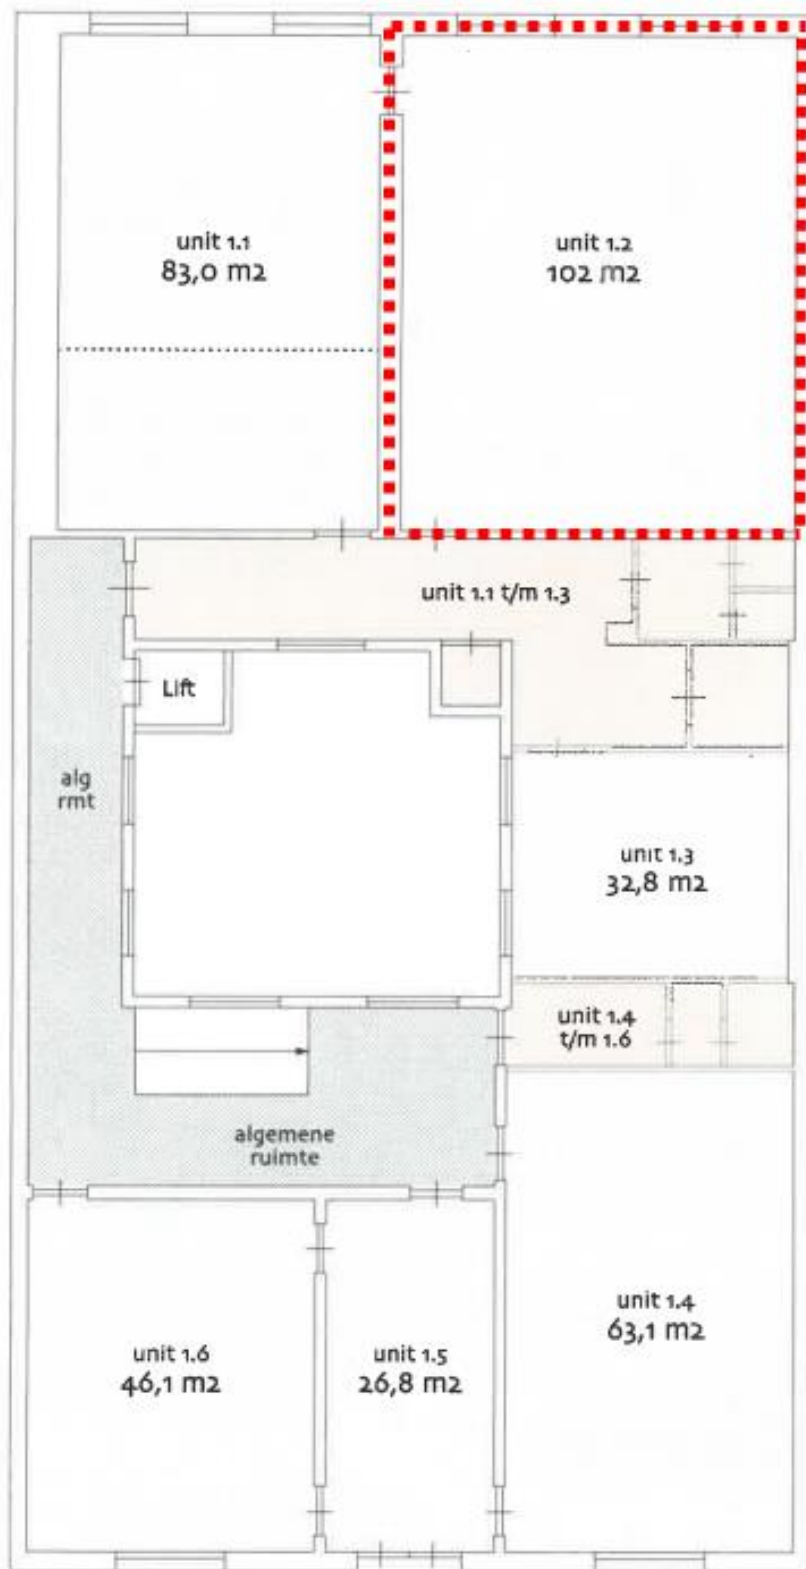 unit 1.1
83,0 m2
unit 1.2
102 m2
unit 1.1 t/m 1.3
Lift
alg
rmt
unit 1.3
32,8 m2
unit 1.4
t/m 1.6
algemene
ruimte
unit 1.4
63,1 m2
unit 1.6
46,1 m2
unit 1.5
26,8 m2